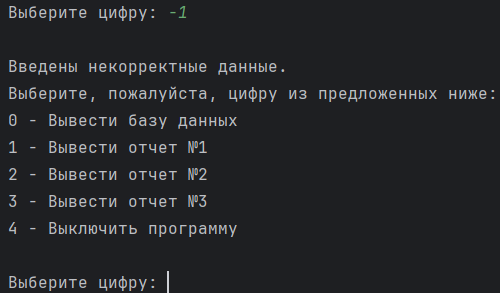 Выберите цифру: -1
Введены некорректные данные.
Выберите, пожалуйста, цифру из предложенных ниже:
0 - Вывести базу данных
1 - Вывести отчет №1
2 - Вывести отчет №2
3 - Вывести отчет №3
4 - Выключить программу
Выберите цифру: